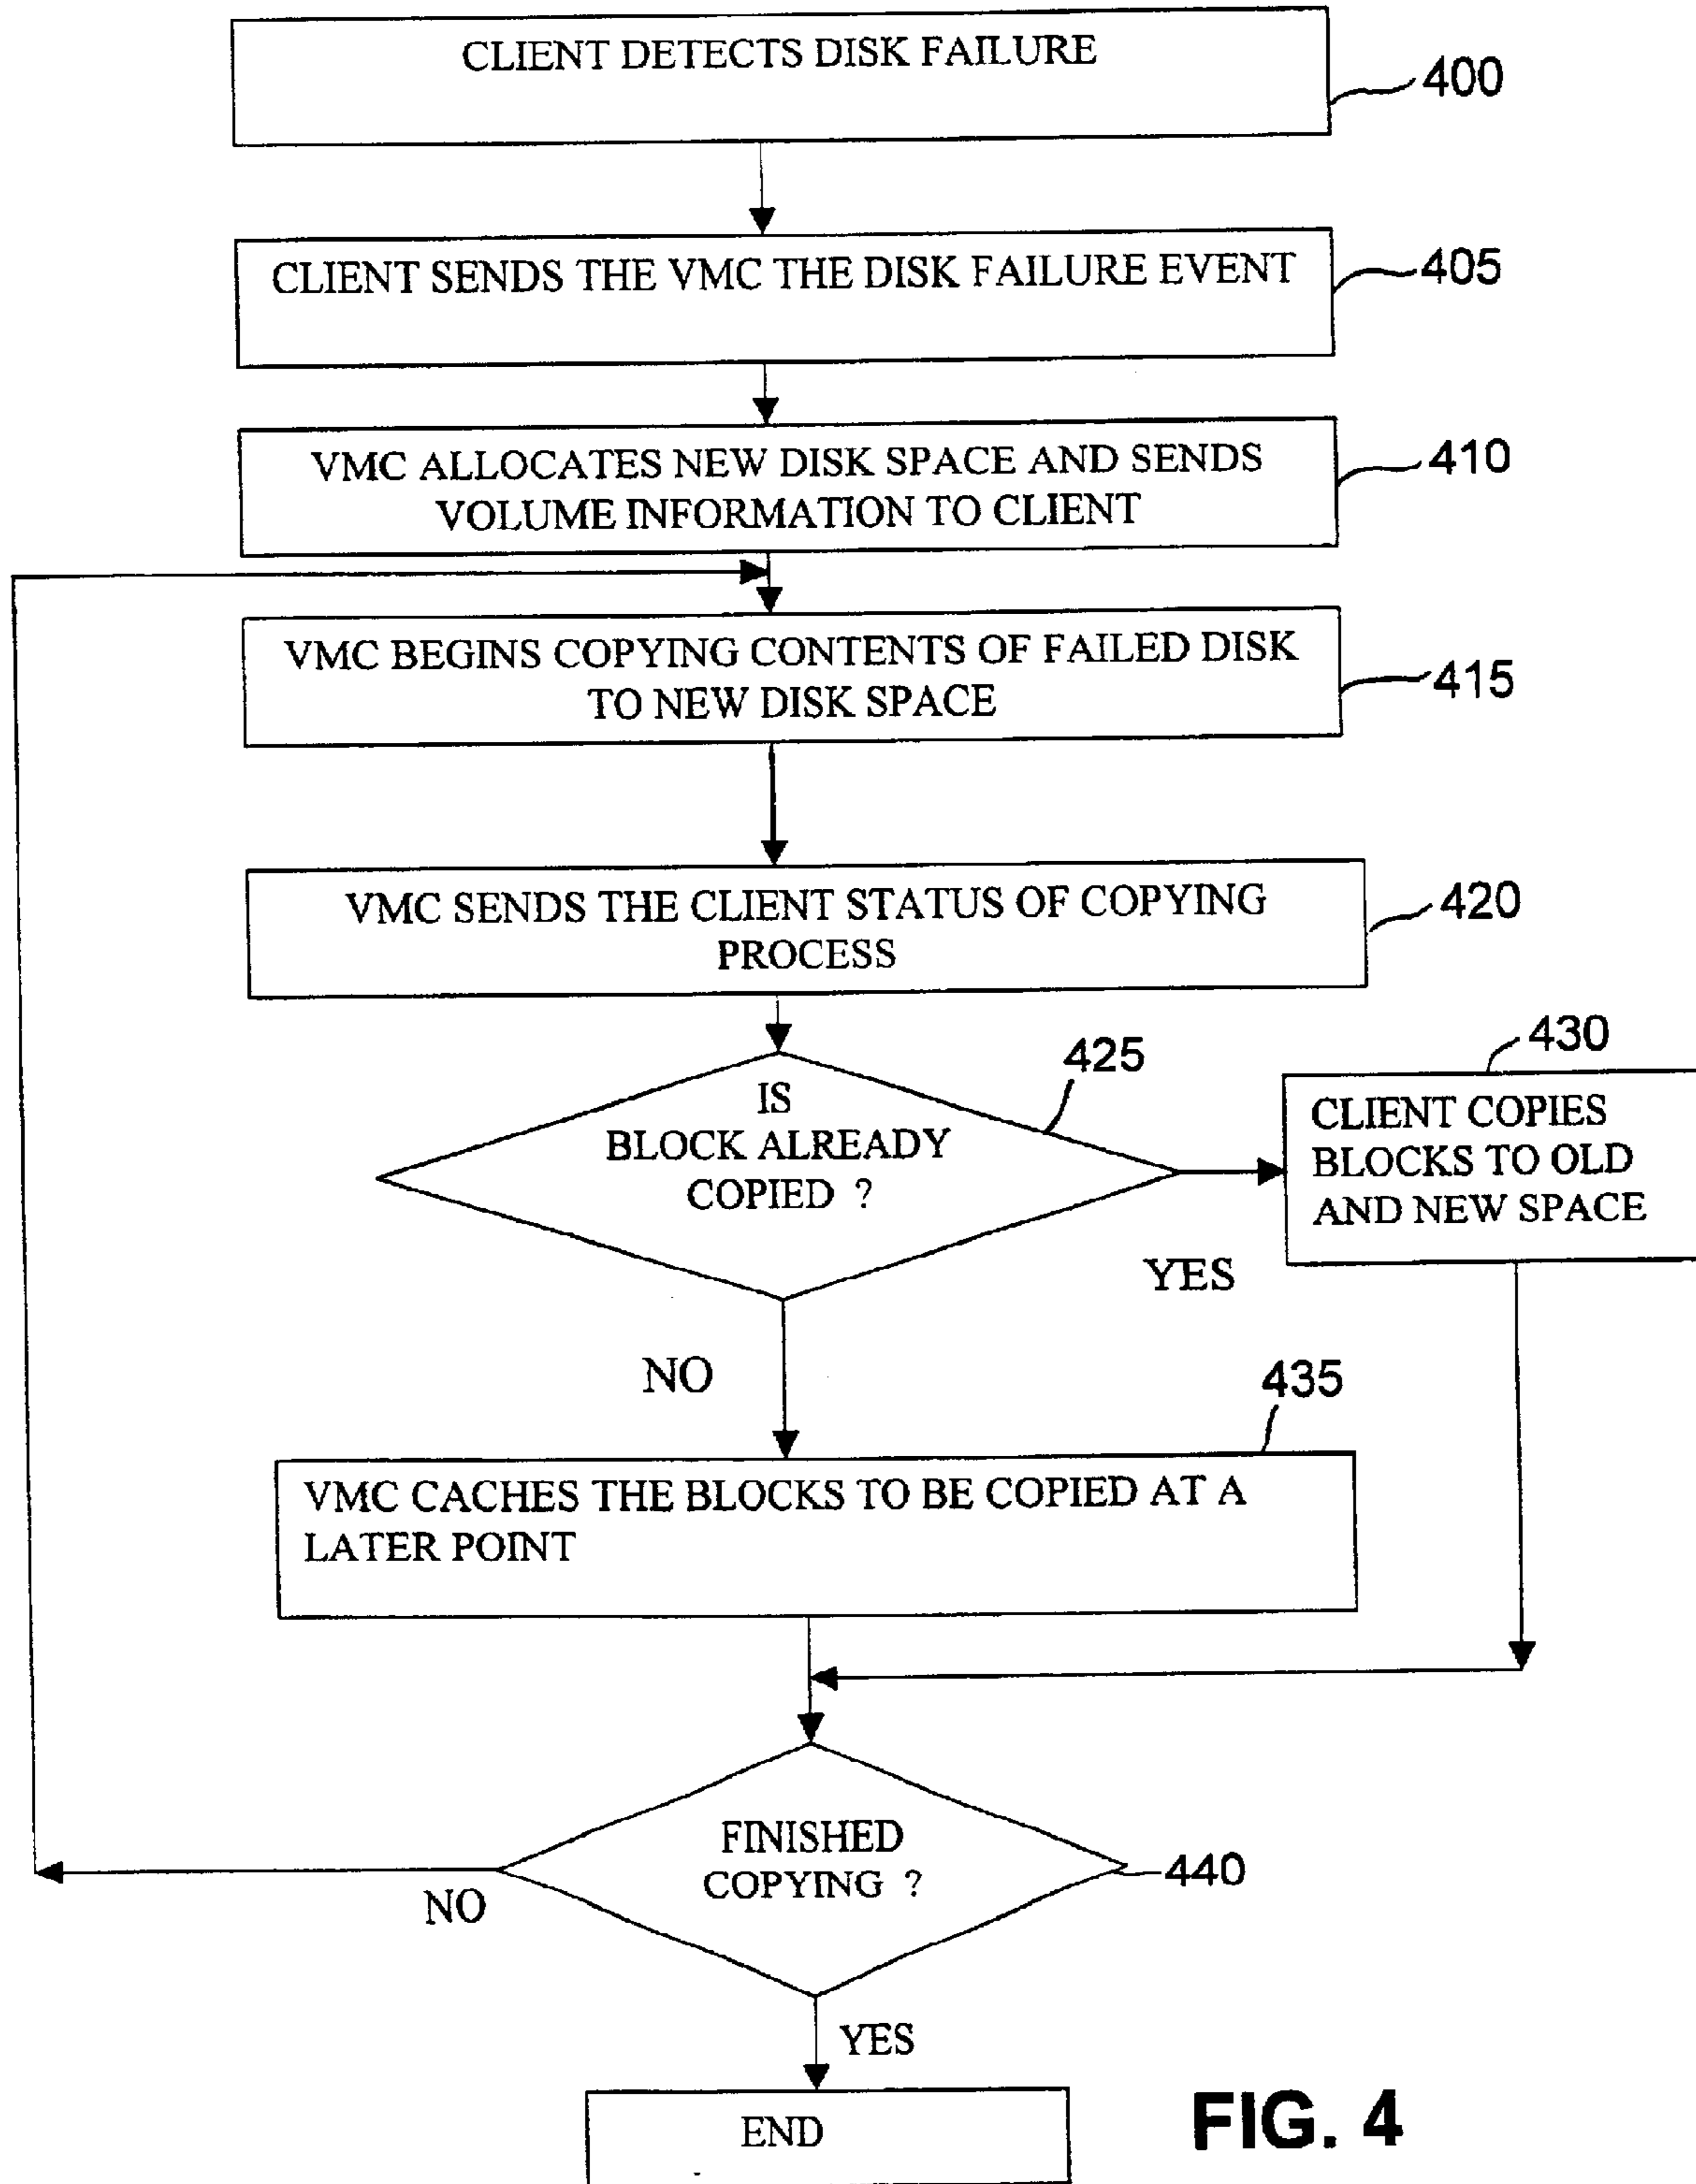 CLIENT DETECTS DISK FAILURE
400
CLIENT SENDS THE VMC THE DISK FAILURE EVENT
405
VMC ALLOCATES NEW DISK SPACE AND SENDS
VOLUME INFORMATION TO CLIENT
410
VMC BEGINS COPYING CONTENTS OF FAILED DISK
TO NEW DISK SPACE
415
VMC SENDS THE CLIENT STATUS OF COPYING
PROCESS
420
IS
BLOCK ALREADY
COPIED ?
425
430
CLIENT COPIES
BLOCKS TO OLD
AND NEW SPACE
YES
NO
435
VMC CACHES THE BLOCKS TO BE COPIED AT A
LATER POINT
FINISHED
COPYING ?
440
NO
YES
END
FIG. 4